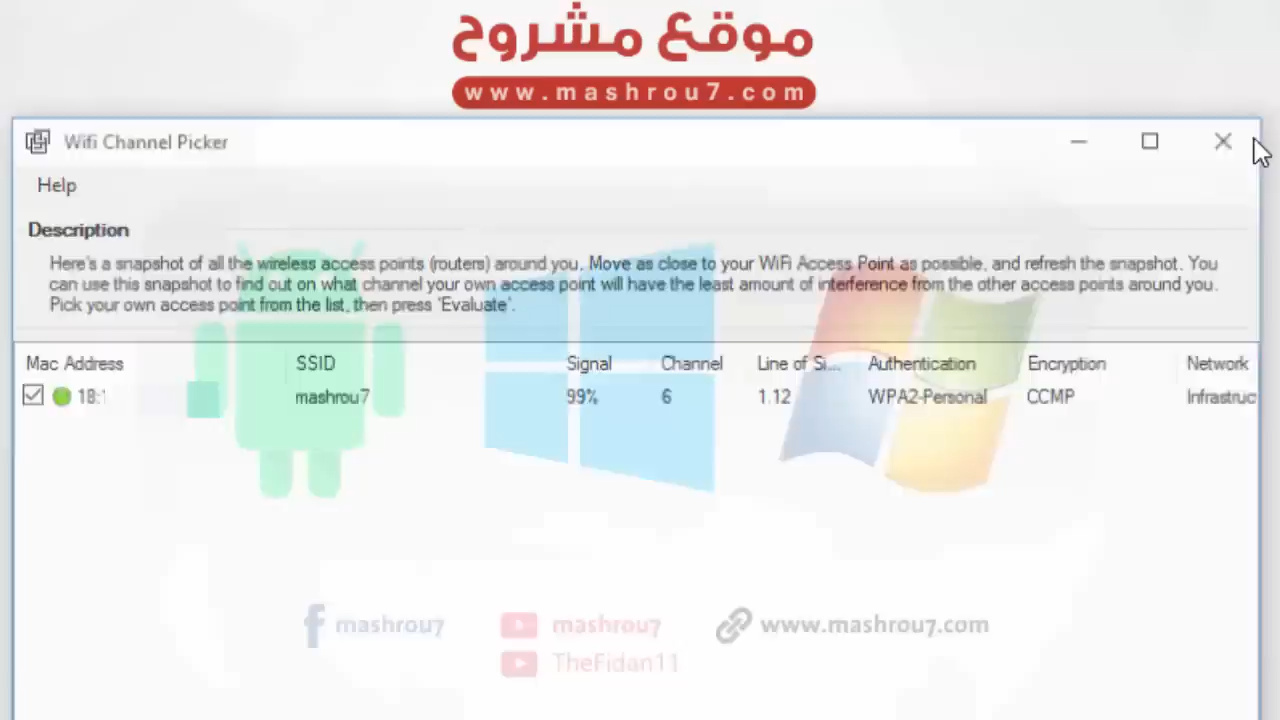 موقع مشروح
www.mashrou7.com
Wifi Channel Picker
Help
Description
Here's a snapshot of all the wireless access points (routers) around you. Move as close to your WiFi Access Point as possible, and refresh the snapshot. You
can use this snapshot to find out on what channel your own access point will have the least amount of interference from the other access points around you.
Pick your own access point from the list, then press 'Evaluate'.
Mac Address SSID Signal Channel Line of Si... Authentication Encryption Network
18:1 mashrou7 99% 6 1.12 WPA2-Personal CCMP Infrastruc
mashrou7 mashrou7 www.mashrou7.com
TheFidan11